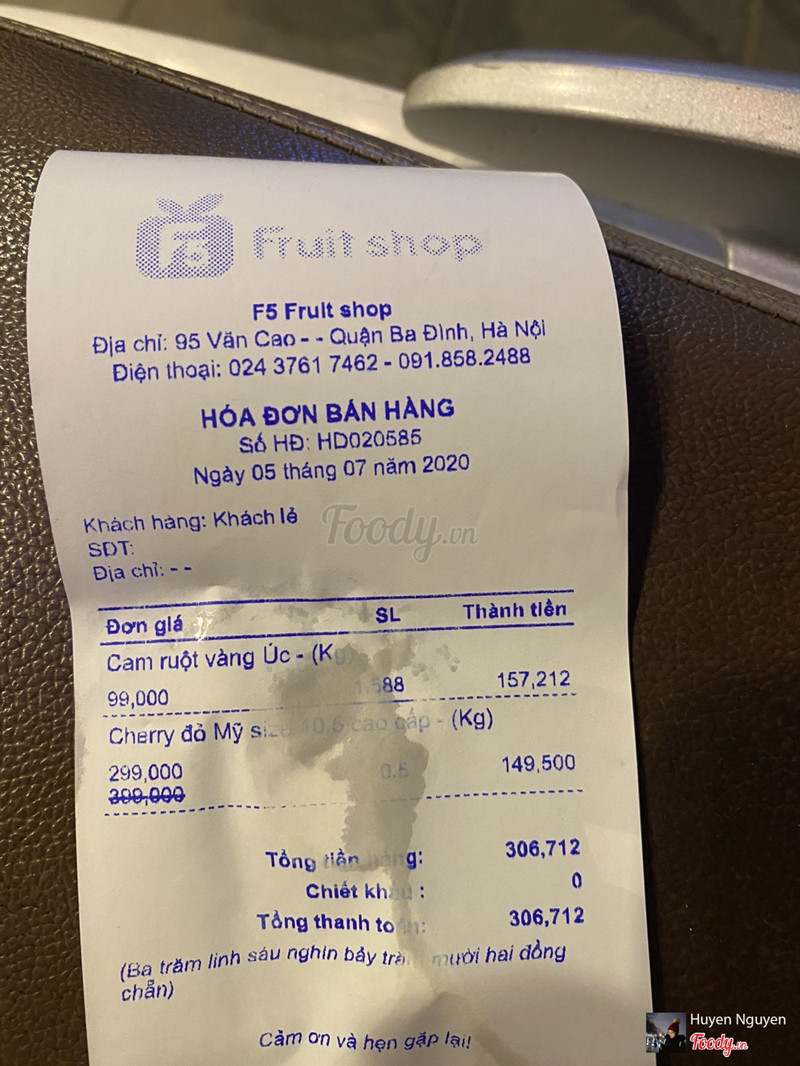 F5 Fruit shop
F5 Fruit shop
Địa chỉ: 95 Văn Cao - - Quận Ba Đình, Hà Nội
Điện thoại: 024 3761 7462 - 091.858.2488
HÓA ĐƠN BÁN HÀNG
Số HĐ: HD020585
Ngày 05 tháng 07 năm 2020
Khách hàng: Khách lẻ
Foody.vn
SĐT:
Địa chỉ: - -
Đơn giá SL Thành tiền
Cam ruột vàng Úc - (Kg)
99,000 1.588 157,212
Cherry đỏ Mỹ size 10,5 cao cấp - (Kg)
299,000 0.5 149,500
399,000
Tổng tiền hàng: 306,712
Chiết khấu : 0
Tổng thanh toán: 306,712
(Ba trăm linh sáu nghìn bảy trăm mười hai đồng
chẵn)
Cảm ơn và hẹn gặp lại!
Huyen Nguyen
Foody.vn